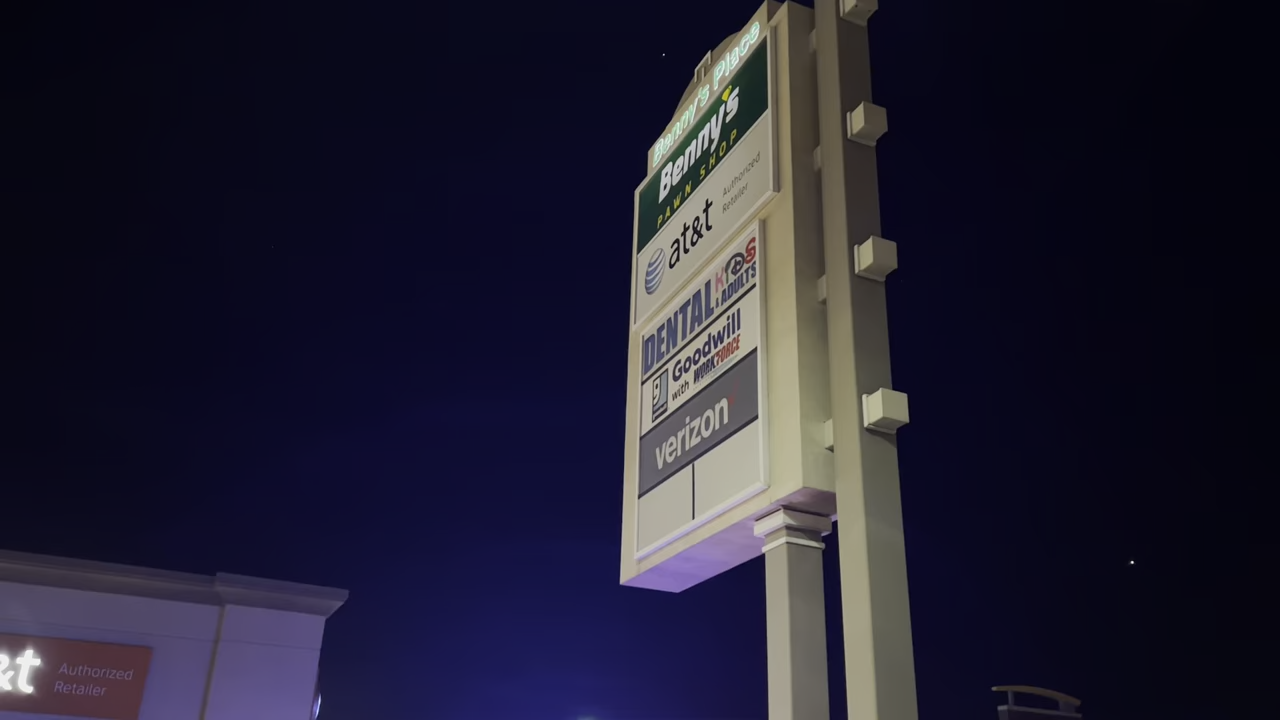 Benny's Place
Benny's
PAWN SHOP
at&t Authorized
Retailer
DENTAL KIDS
& ADULTS
Goodwill
with WORKFORCE
verizon
&t Authorized
Retailer